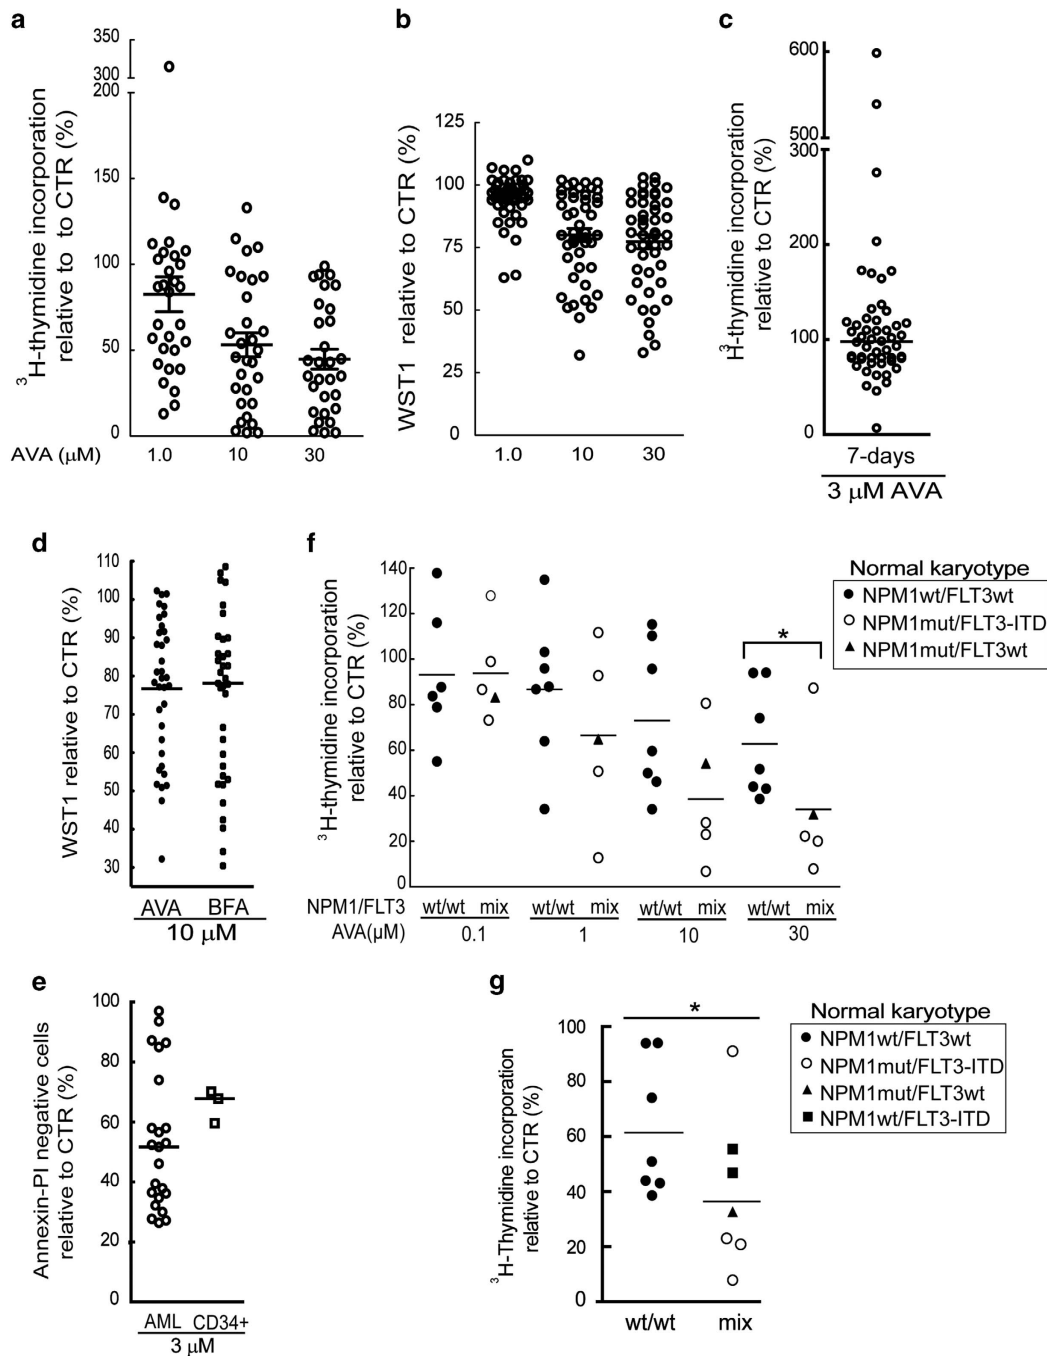 a
350
300
200
150
100
50
0
³H-thymidine incorporation
relative to CTR (%)
AVA (μM)
1.0 10 30
b
125
100
75
50
25
0
WST1 relative to CTR (%)
1.0 10 30
c
600
500
300
200
100
0
³H-thymidine incorporation
relative to CTR (%)
7-days
3 μM AVA
d
110
100
90
80
70
60
50
40
30
WST1 relative to CTR (%)
AVA BFA
10 μM
f
140
120
100
80
60
40
20
0
³H-thymidine incorporation
relative to CTR (%)
*
NPM1/FLT3 wt/wt mix wt/wt mix wt/wt mix wt/wt mix
AVA(μM) 0.1 1 10 30
Normal karyotype
NPM1wt/FLT3wt
NPM1mut/FLT3-ITD
NPM1mut/FLT3wt
e
100
80
60
40
20
0
Annexin-PI negative cells
relative to CTR (%)
AML CD34+
3 μM
g
100
80
60
40
20
0
³H-Thymidine incorporation
relative to CTR (%)
*
wt/wt mix
Normal karyotype
NPM1wt/FLT3wt
NPM1mut/FLT3-ITD
NPM1mut/FLT3wt
NPM1wt/FLT3-ITD